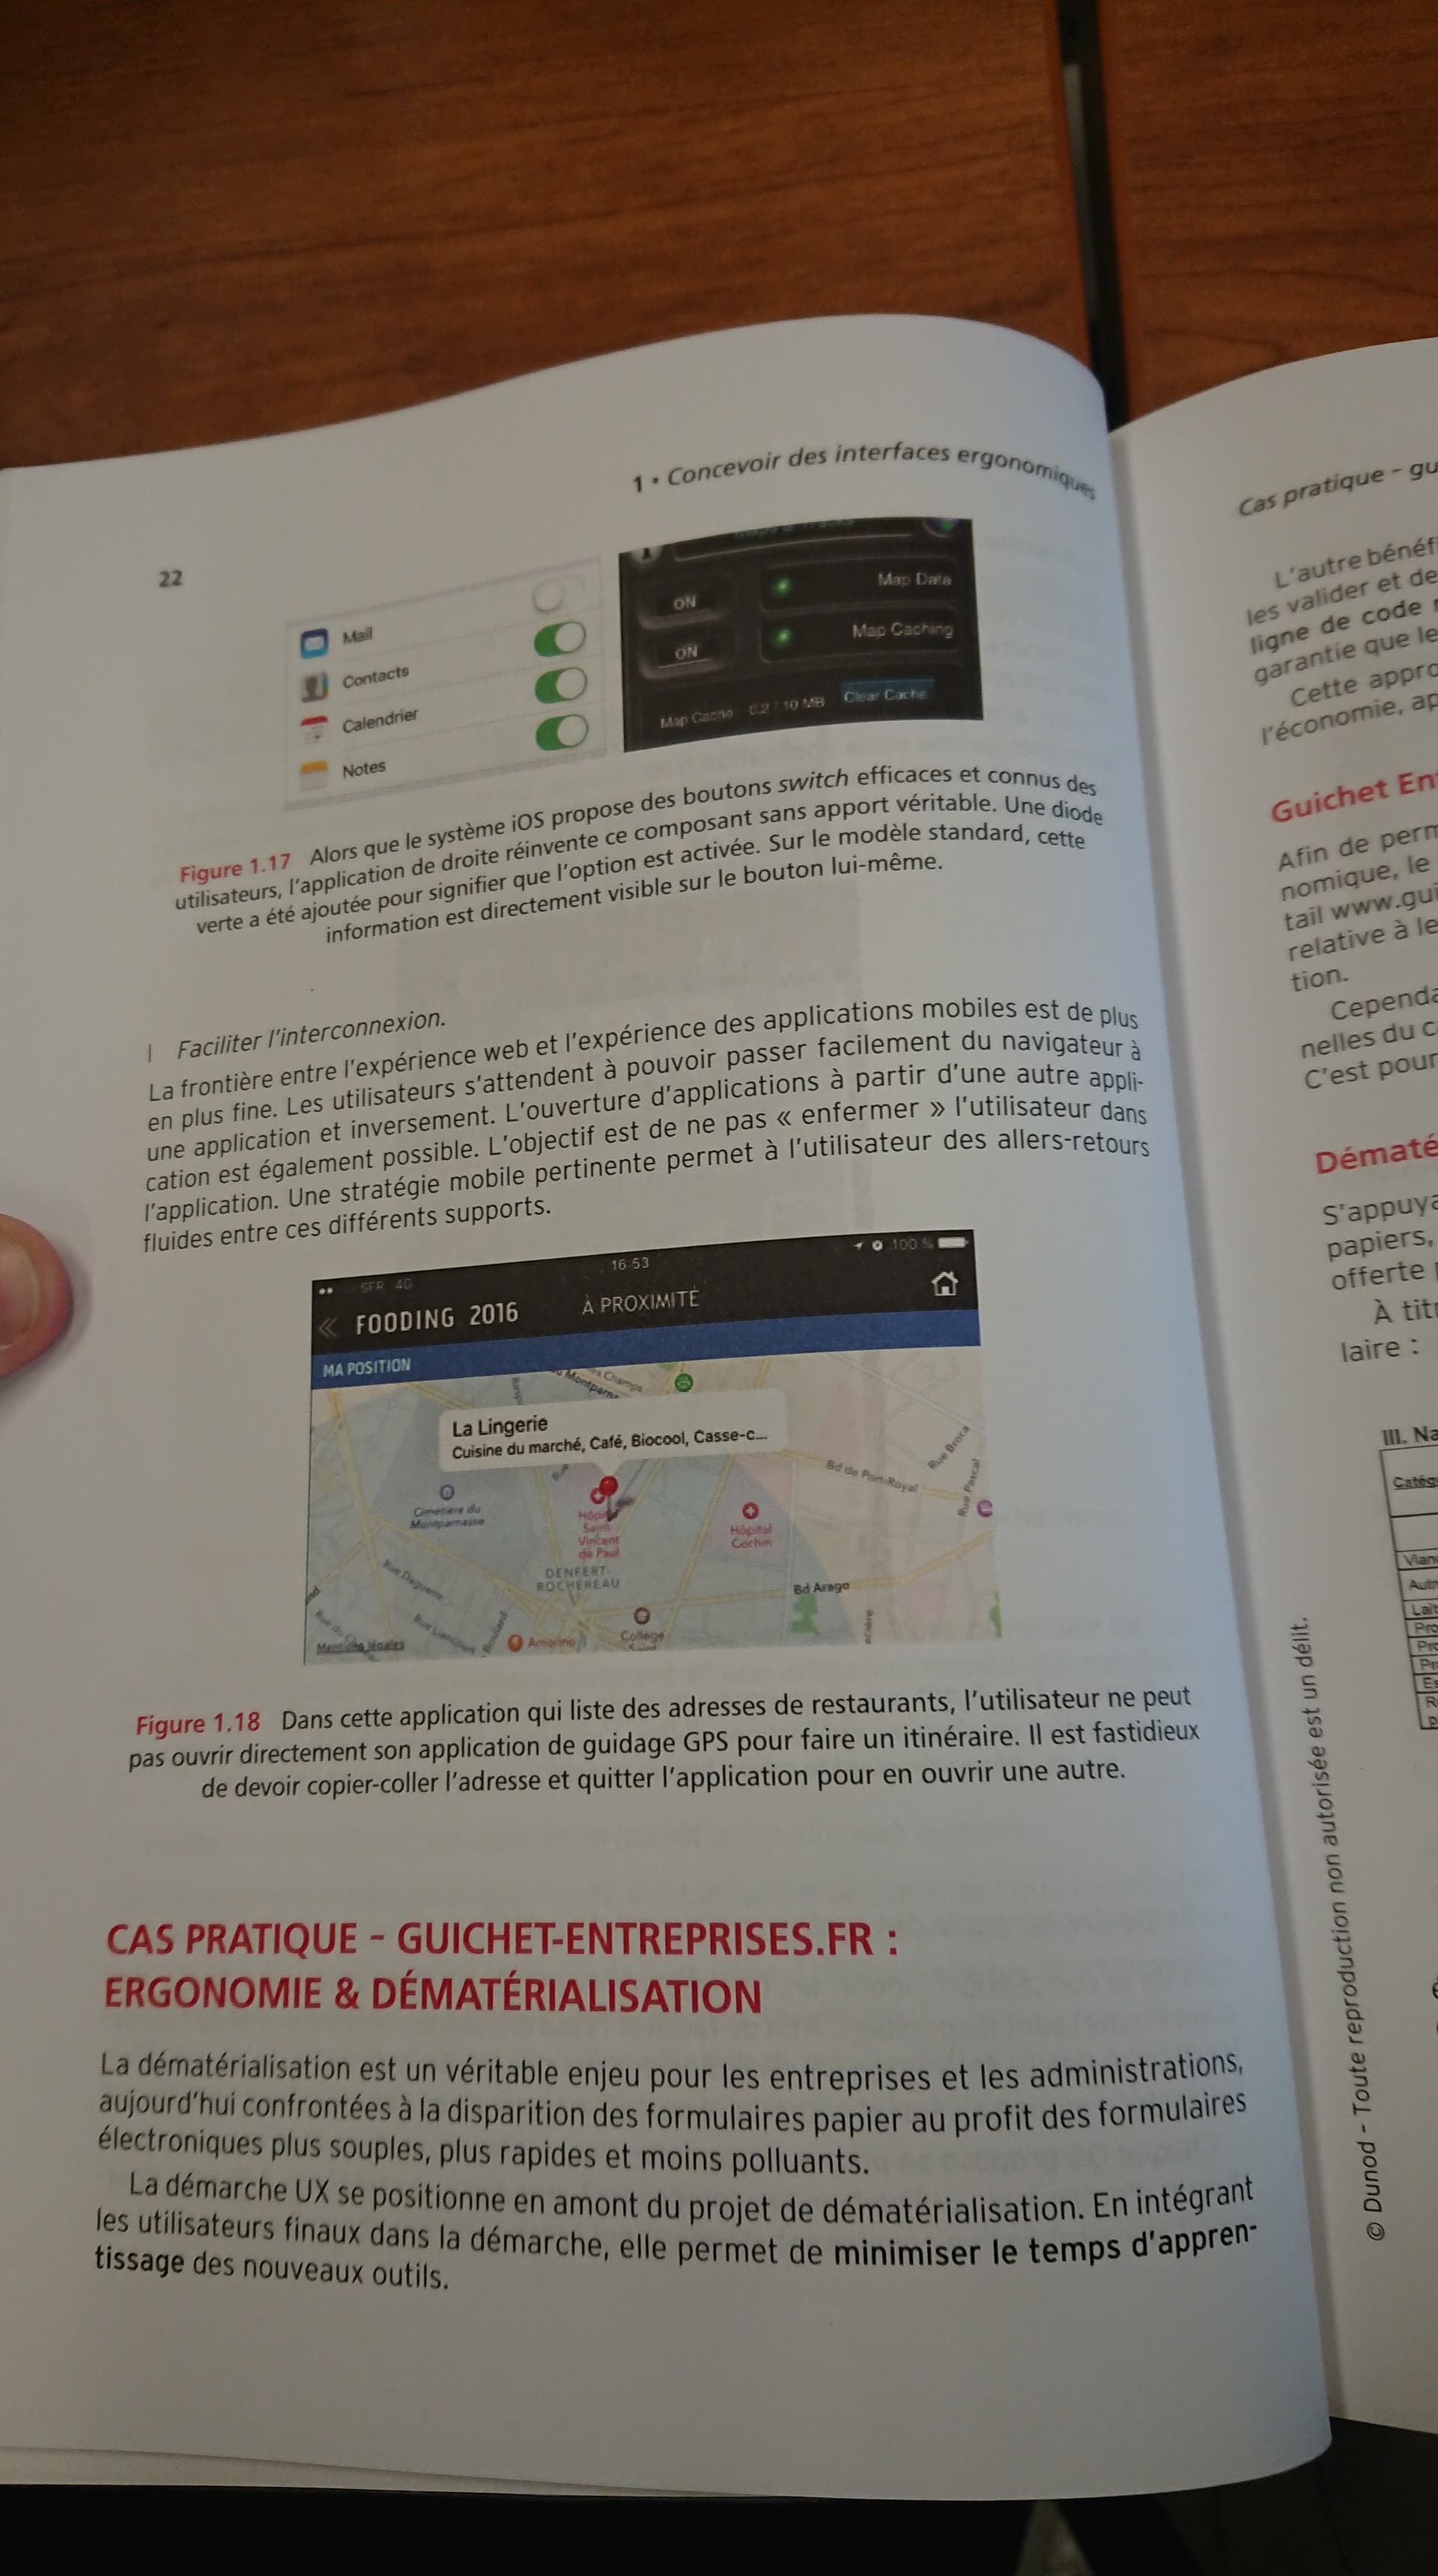 1 • Concevoir des interfaces ergonomiques
22
Mail
Contacts
Calendrier
Notes
ON
Map Data
ON
Map Caching
Map Cache 0.2 / 10 MB Clear Cache
Figure 1.17 Alors que le système iOS propose des boutons switch efficaces et connus des
utilisateurs, l'application de droite réinvente ce composant sans apport véritable. Une diode
verte a été ajoutée pour signifier que l'option est activée. Sur le modèle standard, cette
information est directement visible sur le bouton lui-même.
Faciliter l'interconnexion.
La frontière entre l'expérience web et l'expérience des applications mobiles est de plus
en plus fine. Les utilisateurs s'attendent à pouvoir passer facilement du navigateur à
une application et inversement. L'ouverture d'applications à partir d'une autre appli-
cation est également possible. L'objectif est de ne pas « enfermer » l'utilisateur dans
l'application. Une stratégie mobile pertinente permet à l'utilisateur des allers-retours
fluides entre ces différents supports.
SFR 4G 16 53 100 %
FOODING 2016 À PROXIMITÉ
MA POSITION
La Lingerie
Cuisine du marché, Café, Biocool, Casse-c...
Bd de Port-Royal
Rue Broca
Rue Pascal
Cimetière du
Montparnasse
Hôpital
Saint
Vincent
de Paul
Hôpital
Cochin
DENFERT-
ROCHEREAU
Rue Daguerre
Bd Arago
Rue Liancourt
Mentions légales
Amorino
Collège
Saint
Figure 1.18 Dans cette application qui liste des adresses de restaurants, l'utilisateur ne peut
pas ouvrir directement son application de guidage GPS pour faire un itinéraire. Il est fastidieux
de devoir copier-coller l'adresse et quitter l'application pour en ouvrir une autre.
CAS PRATIQUE – GUICHET-ENTREPRISES.FR :
ERGONOMIE & DÉMATÉRIALISATION
La dématérialisation est un véritable enjeu pour les entreprises et les administrations,
aujourd'hui confrontées à la disparition des formulaires papier au profit des formulaires
électroniques plus souples, plus rapides et moins polluants.
La démarche UX se positionne en amont du projet de dématérialisation. En intégrant
les utilisateurs finaux dans la démarche, elle permet de minimiser le temps d'appren-
tissage des nouveaux outils.
Cas pratique – gu
L'autre bénéf
les valider et de
ligne de code
garantie que le
Cette appro
l'économie, ap
Guichet En
Afin de perm
nomique, le
tail www.gui
relative à le
tion.
Cependa
nelles du c
C'est pour
Dématé
S'appuya
papiers,
offerte
À tit
laire :
III. Na
Catég
Vian
Autr
Lait
Pro
Pro
© Dunod – Toute reproduction non autorisée est un délit.